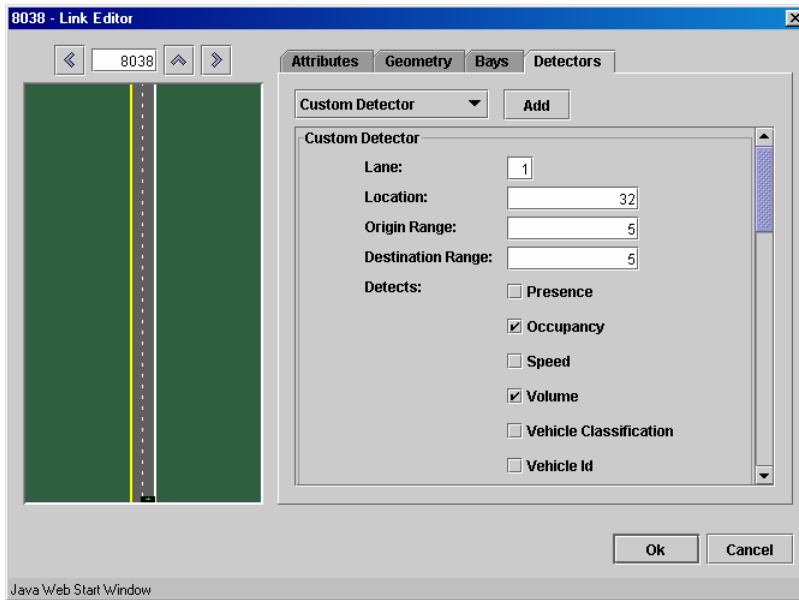 8038 - Link Editor
8038
Attributes Geometry Bays Detectors
Custom Detector Add
Custom Detector
Lane: 1
Location: 32
Origin Range: 5
Destination Range: 5
Detects: Presence
Occupancy
Speed
Volume
Vehicle Classification
Vehicle Id
Ok Cancel
Java Web Start Window